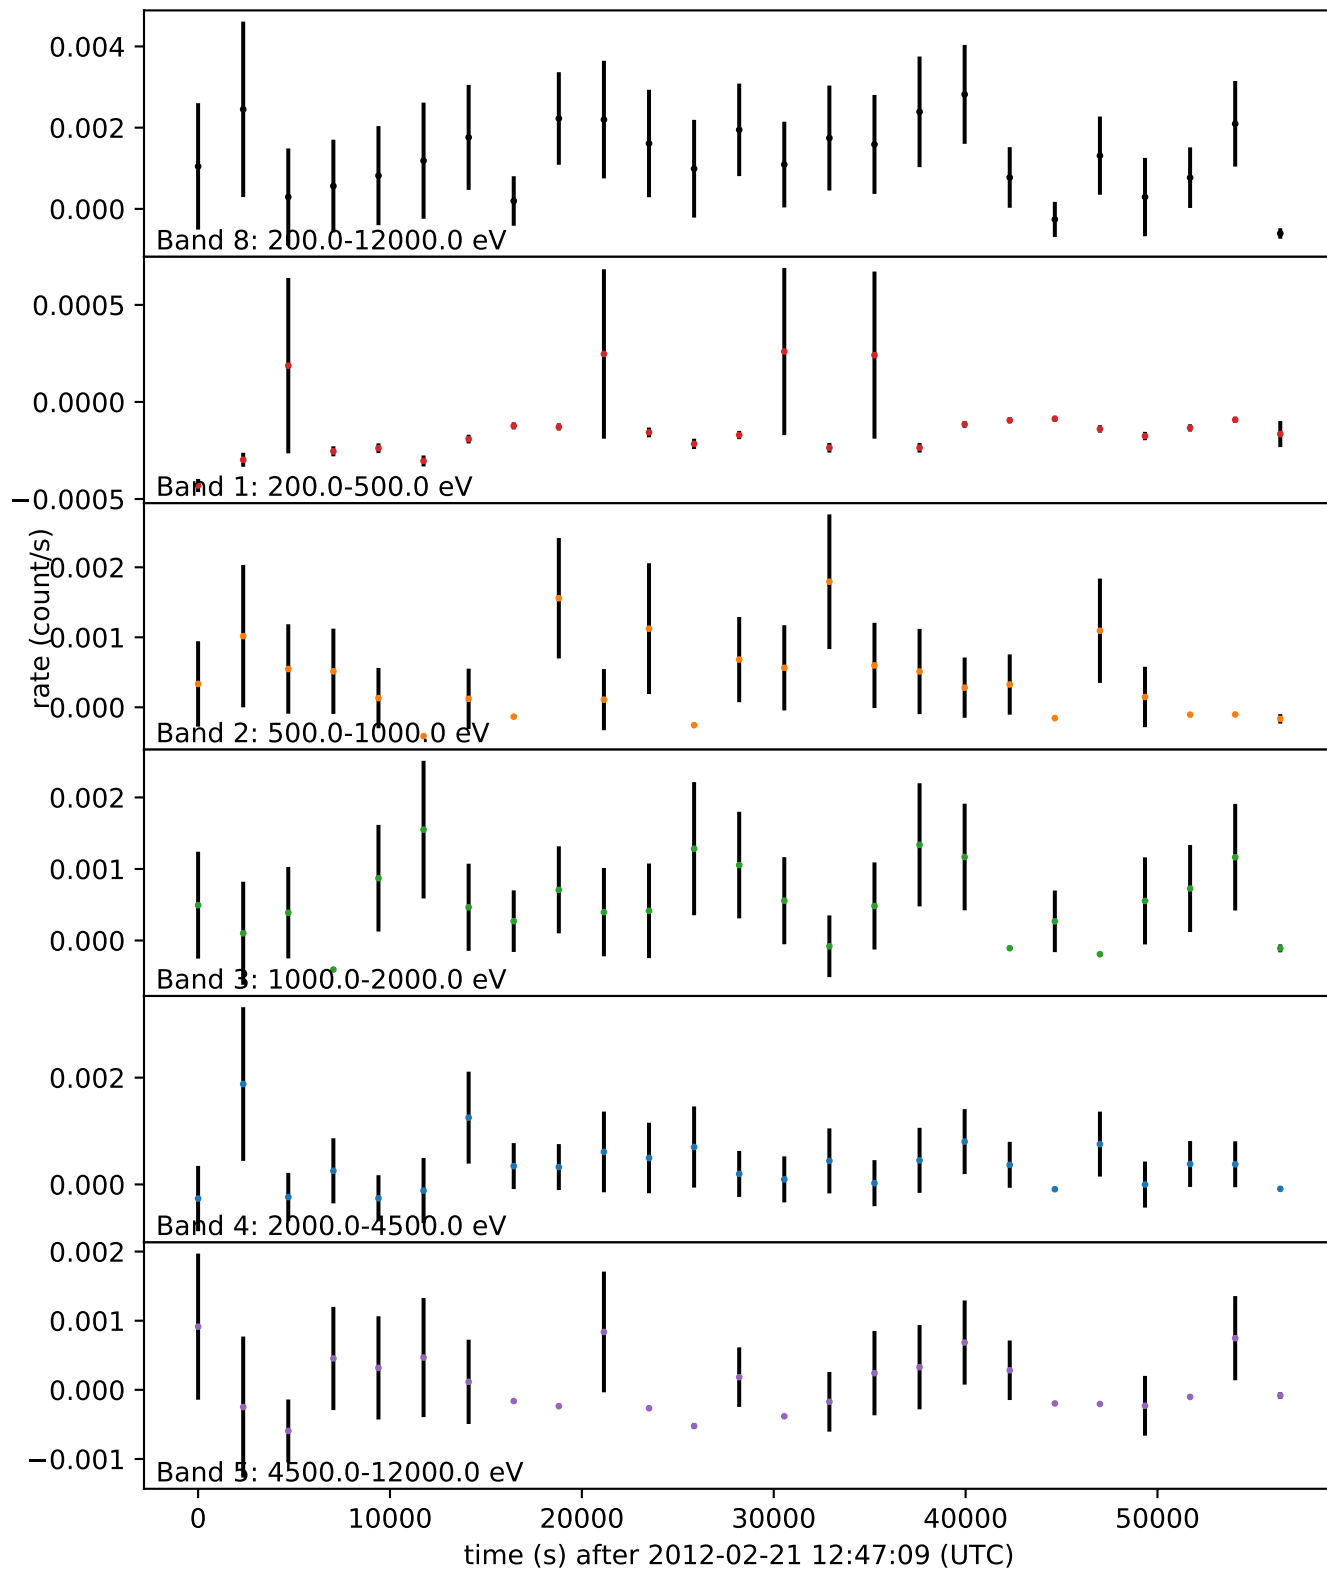 0.004
0.002
0.000
Band 8: 200.0-12000.0 eV
0.0005
0.0000
−0.0005
Band 1: 200.0-500.0 eV
rate (count/s)
0.002
0.001
0.000
Band 2: 500.0-1000.0 eV
0.002
0.001
0.000
Band 3: 1000.0-2000.0 eV
0.002
0.000
Band 4: 2000.0-4500.0 eV
0.002
0.001
0.000
−0.001
Band 5: 4500.0-12000.0 eV
0 10000 20000 30000 40000 50000
time (s) after 2012-02-21 12:47:09 (UTC)